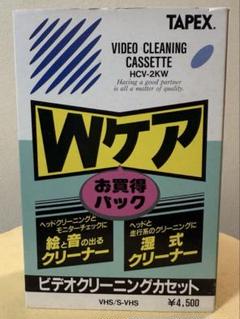 TAPEX.
VIDEO CLEANING
CASSETTE
HCV-2KW
Having a good partner
is all a matter of quality.
Wケア
お買得
パック
ヘッドクリーニングと
モニターチェックに
絵と音の出る
クリーナー
ヘッドと
走行系のクリーニングに
湿式
クリーナー
ビデオクリーニングカセット
VHS/S-VHS
¥4,500